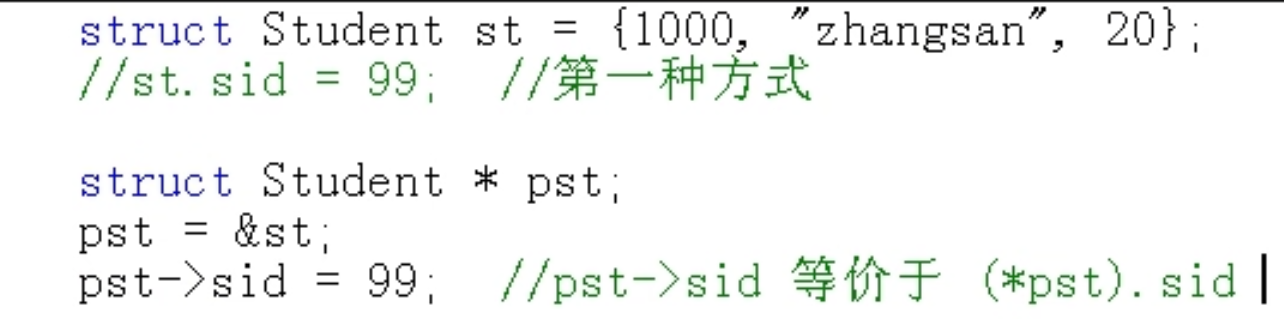 struct Student st = {1000, "zhangsan", 20};
//st.sid = 99;  //第一种方式
struct Student * pst;
pst = &st;
pst->sid = 99;  //pst->sid 等价于 (*pst).sid